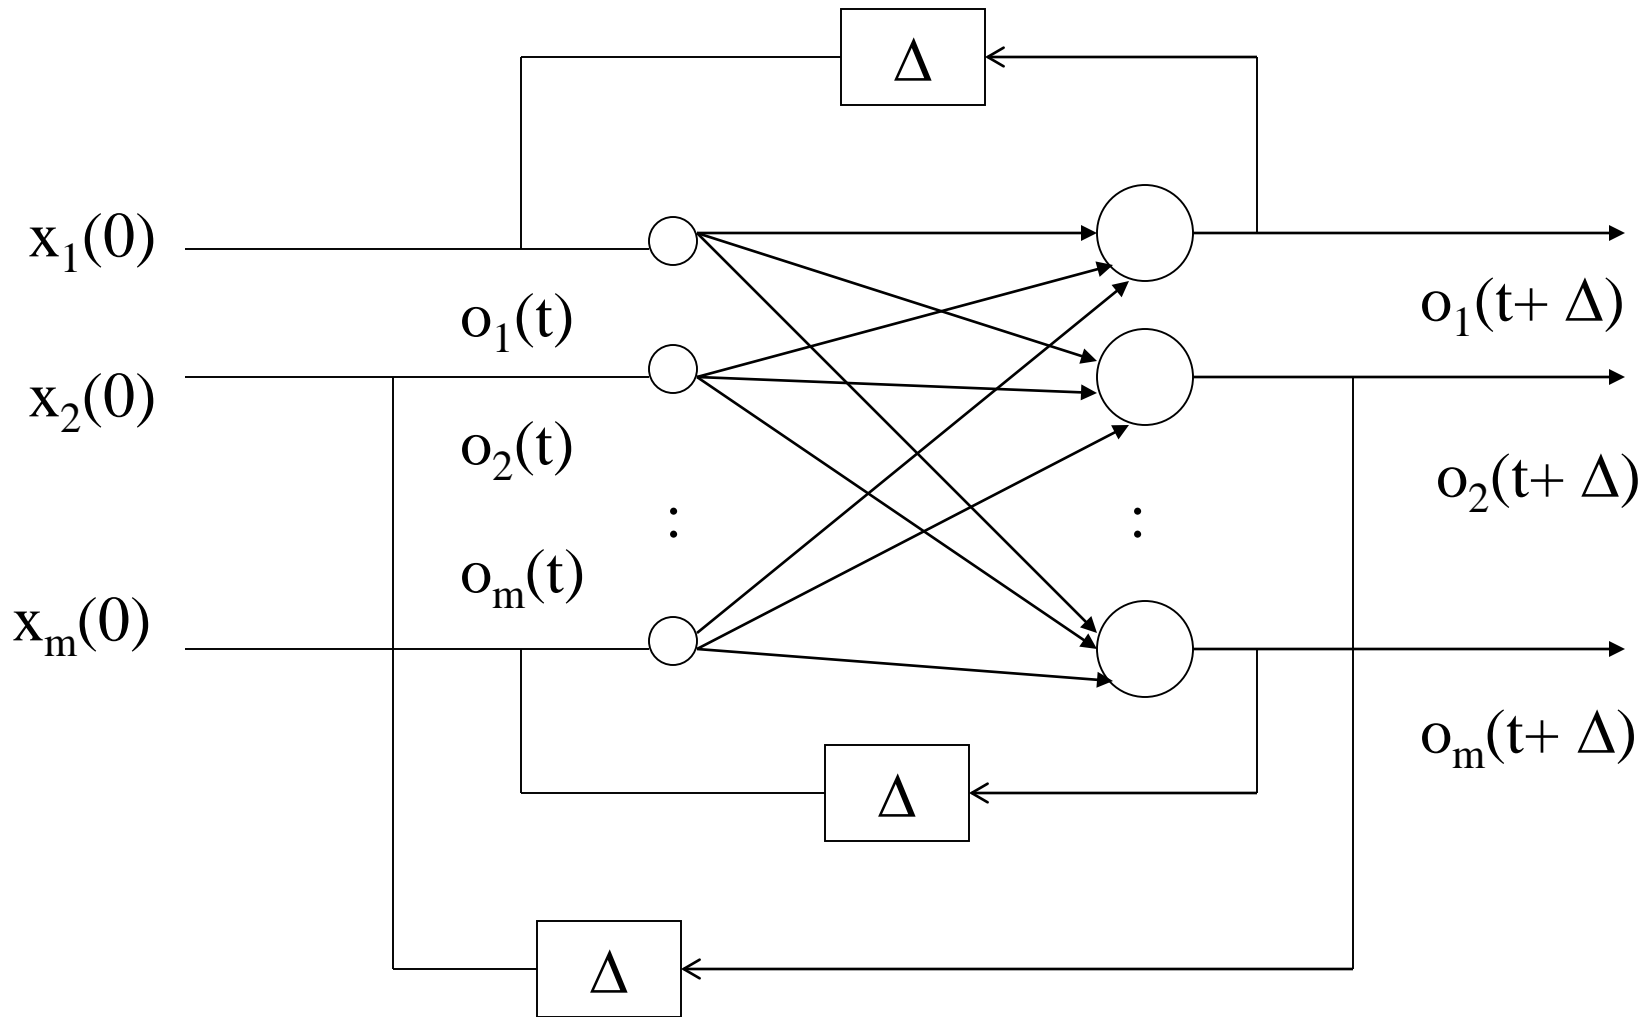 Δ
x₁(0)
o₁(t)
o₁(t+ Δ)
x₂(0)
o₂(t)
o₂(t+ Δ)
:
:
oₘ(t)
xₘ(0)
oₘ(t+ Δ)
Δ
Δ